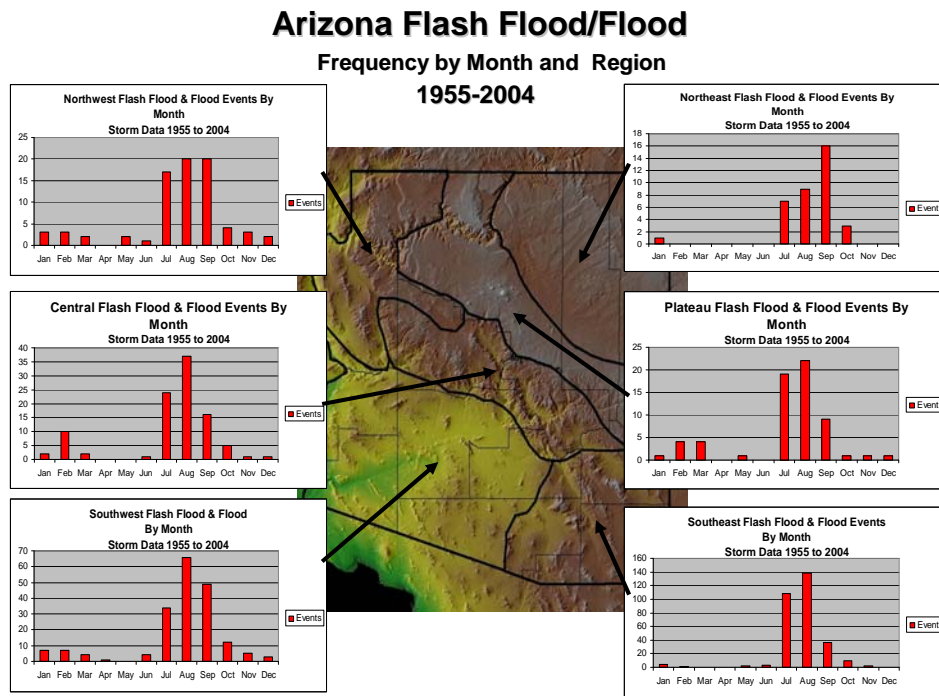 Arizona Flash Flood/Flood
Frequency by Month and Region
1955-2004
Northwest Flash Flood & Flood Events By
Month
Storm Data 1955 to 2004
25
20
15
10
5
0
Jan Feb Mar Apr May Jun Jul Aug Sep Oct Nov Dec
Events
Northeast Flash Flood & Flood Events By
Month
Storm Data 1955 to 2004
18
16
14
12
10
8
6
4
2
0
Jan Feb Mar Apr May Jun Jul Aug Sep Oct Nov Dec
Event
Central Flash Flood & Flood Events By
Month
Storm Data 1955 to 2004
40
35
30
25
20
15
10
5
0
Jan Feb Mar Apr May Jun Jul Aug Sep Oct Nov Dec
Events
Plateau Flash Flood & Flood Events By
Month
Storm Data 1955 to 2004
25
20
15
10
5
0
Jan Feb Mar Apr May Jun Jul Aug Sep Oct Nov Dec
Event
Southwest Flash Flood & Flood
By Month
Storm Data 1955 to 2004
70
60
50
40
30
20
10
0
Jan Feb Mar Apr May Jun Jul Aug Sep Oct Nov Dec
Events
Southeast Flash Flood & Flood Events
By Month
Storm Data 1955 to 2004
160
140
120
100
80
60
40
20
0
Jan Feb Mar Apr May Jun Jul Aug Sep Oct Nov Dec
Event